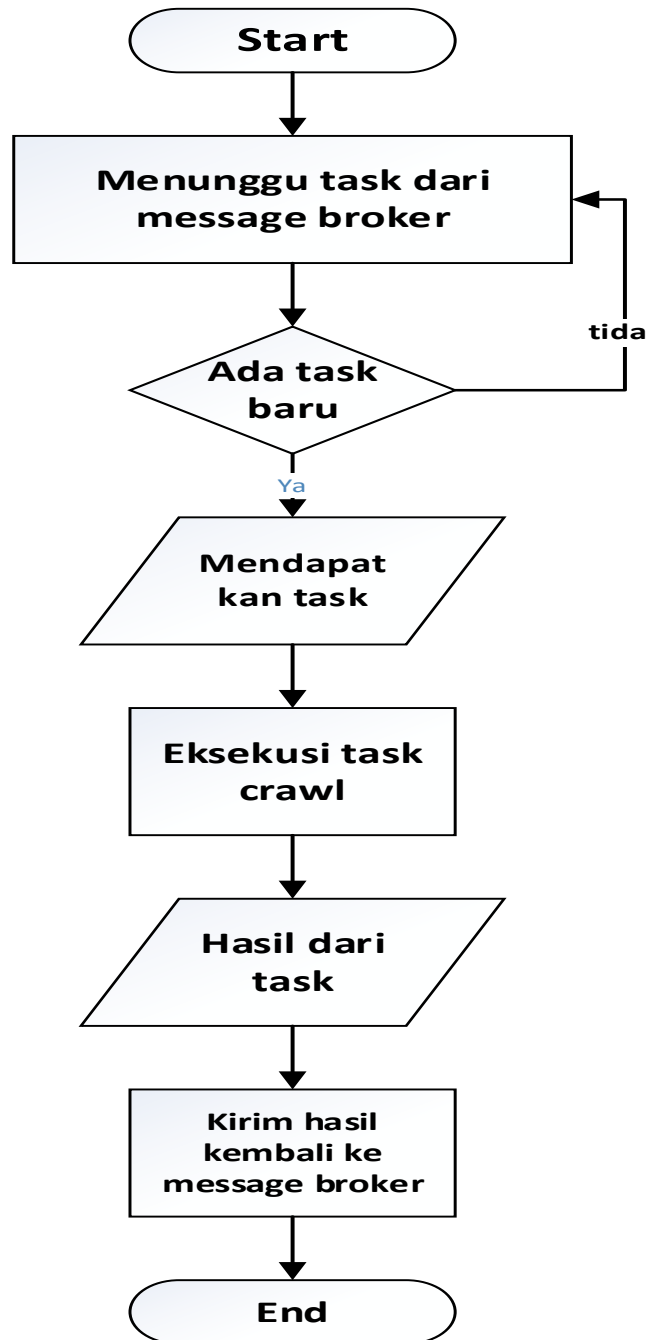 Start
Menunggu task dari
message broker
tida
Ada task
baru
Ya
Mendapat
kan task
Eksekusi task
crawl
Hasil dari
task
Kirim hasil
kembali ke
message broker
End